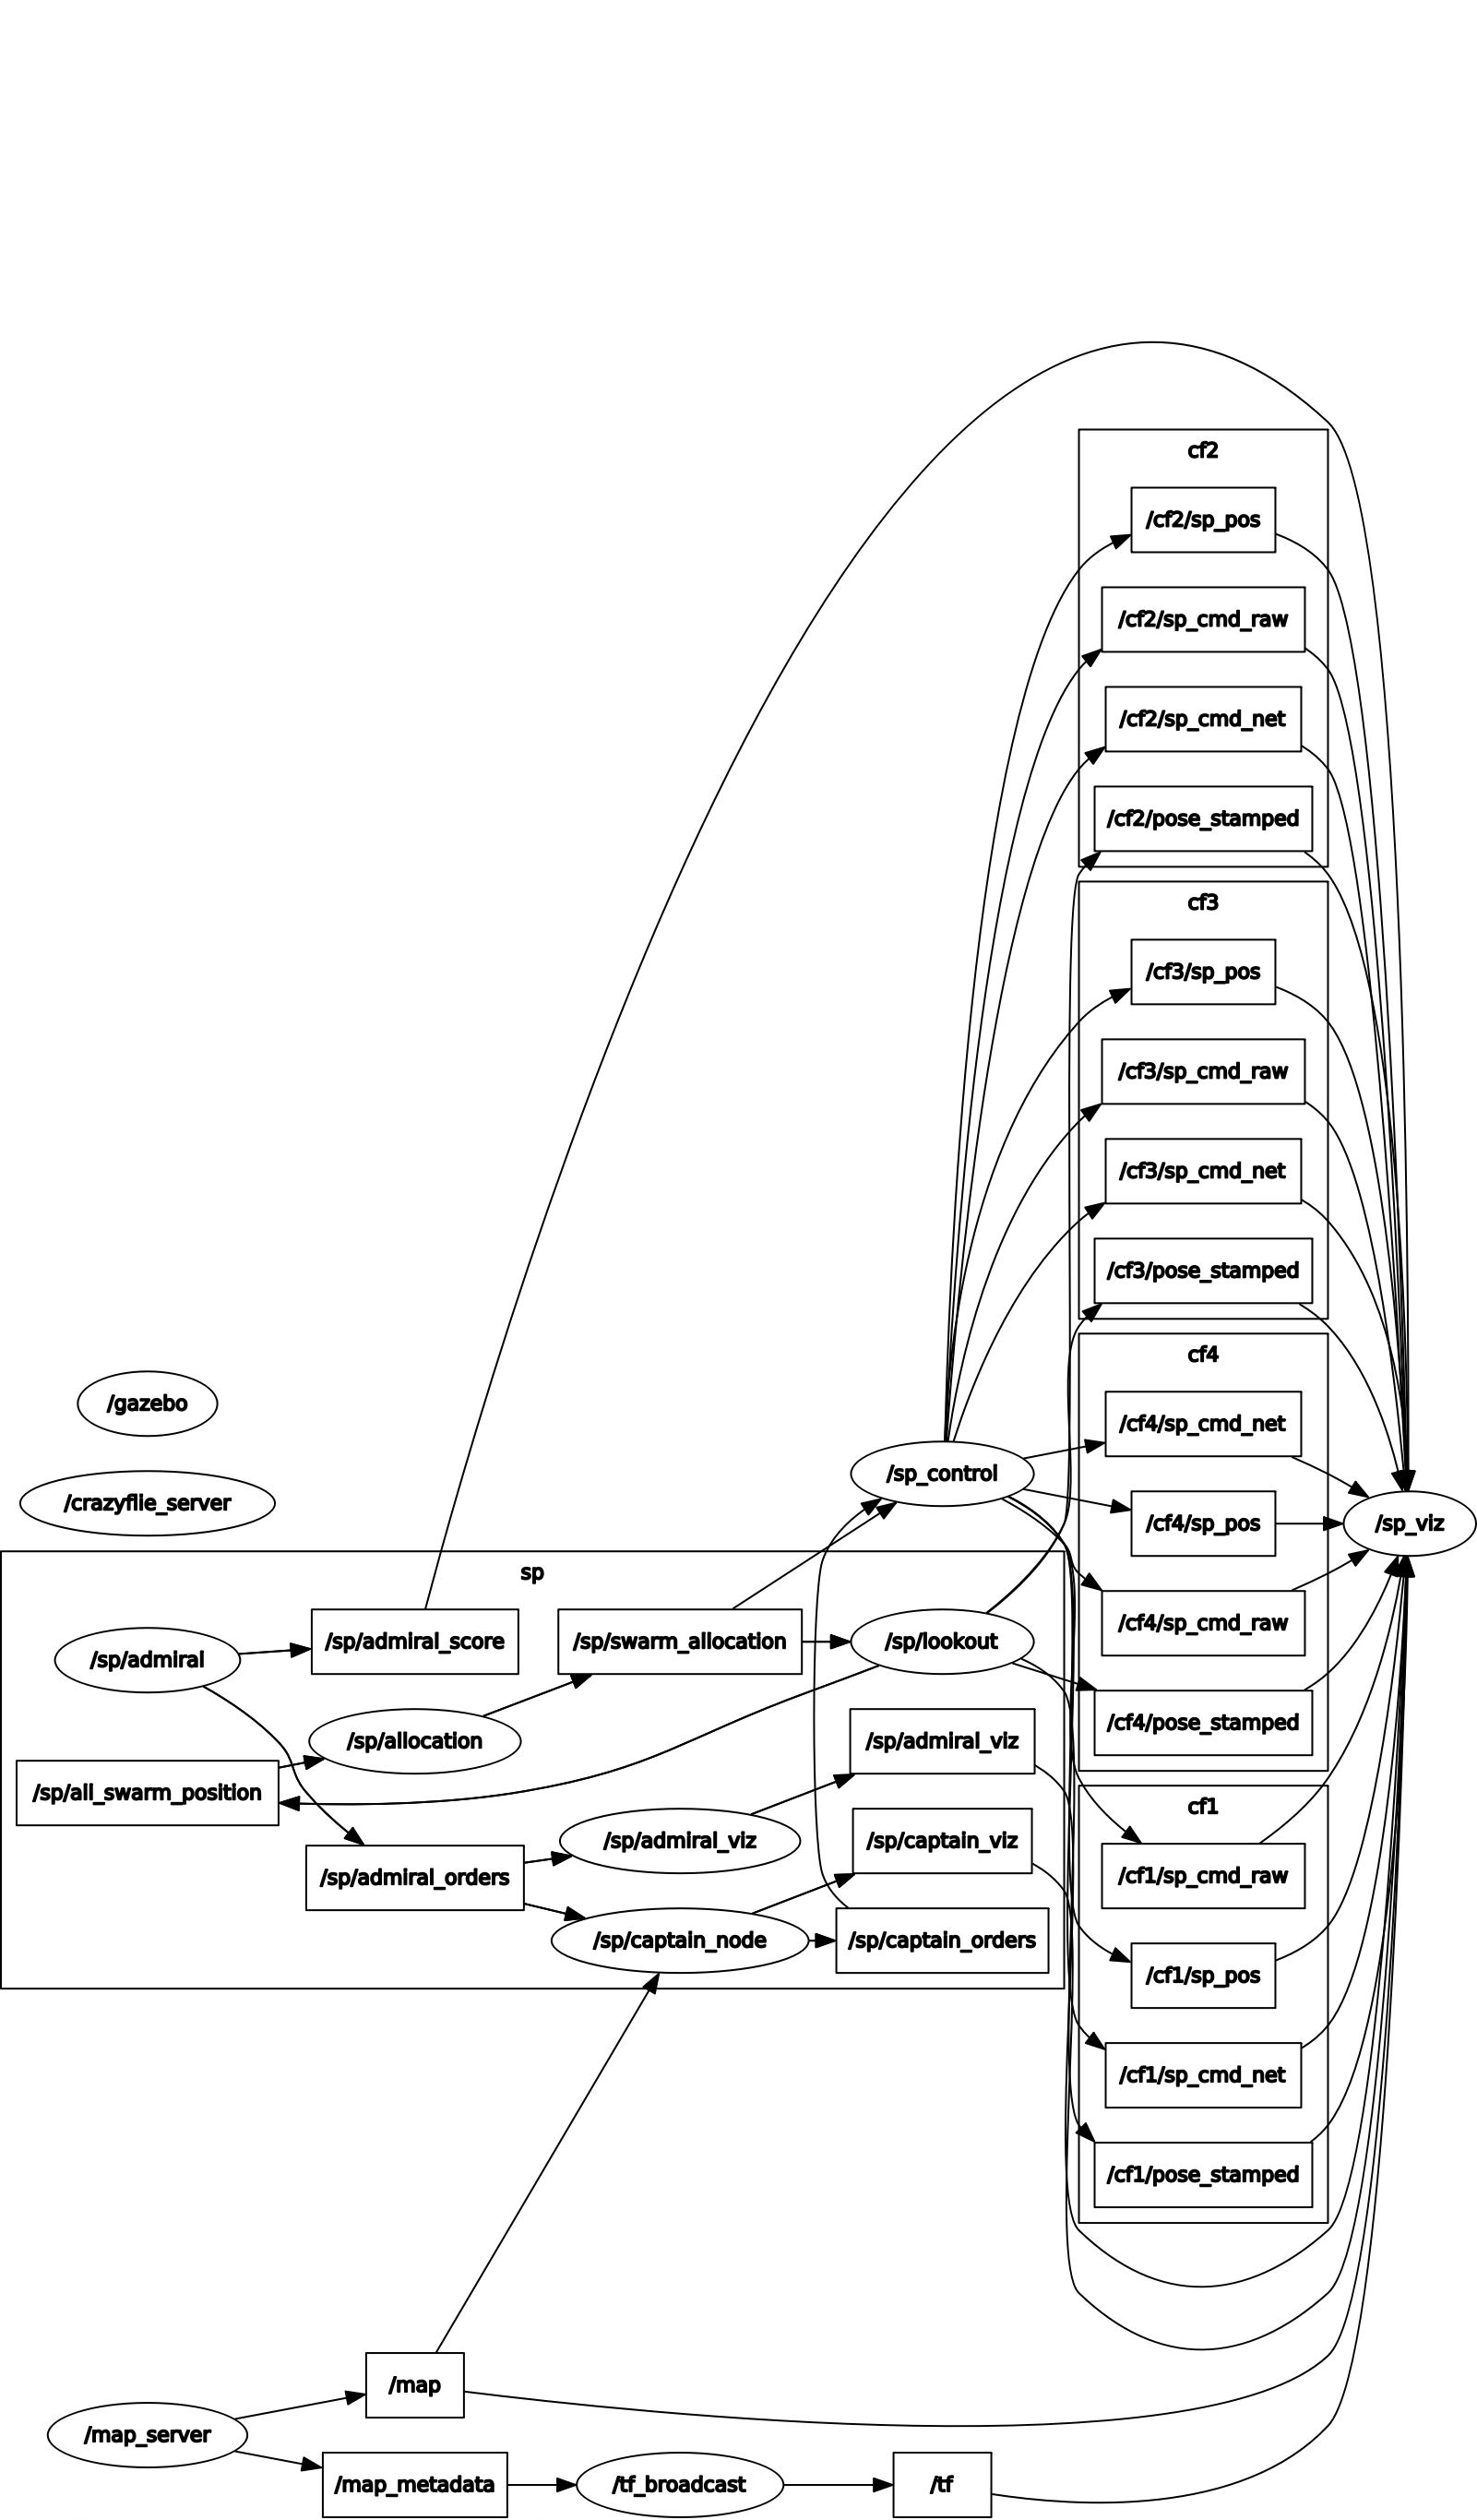 cf2
/cf2/sp_pos
/cf2/sp_cmd_raw
/cf2/sp_cmd_net
/cf2/pose_stamped
cf3
/cf3/sp_pos
/cf3/sp_cmd_raw
/cf3/sp_cmd_net
/cf3/pose_stamped
cf4
/cf4/sp_cmd_net
/cf4/sp_pos
/cf4/sp_cmd_raw
/cf4/pose_stamped
cf1
/cf1/sp_cmd_raw
/cf1/sp_pos
/cf1/sp_cmd_net
/cf1/pose_stamped
/gazebo
/crazyflie_server
/sp_control
/sp_viz
sp
/sp/admiral
/sp/admiral_score
/sp/swarm_allocation
/sp/lookout
/sp/allocation
/sp/admiral_viz
/sp/all_swarm_position
/sp/admiral_viz
/sp/captain_viz
/sp/admiral_orders
/sp/captain_node
/sp/captain_orders
/map
/map_server
/map_metadata
/tf_broadcast
/tf